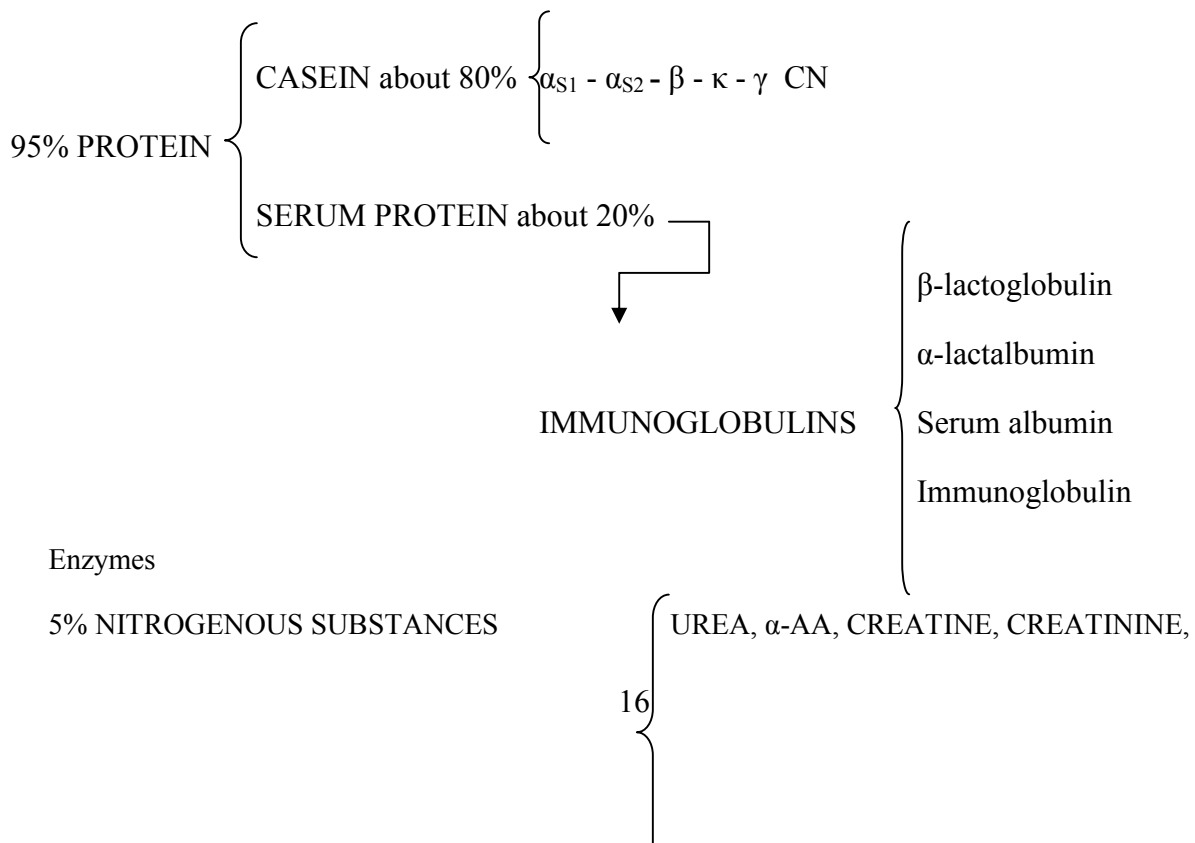 CASEIN about 80% αS1 - αS2 - β - κ - γ CN
95% PROTEIN
SERUM PROTEIN about 20%
β-lactoglobulin
α-lactalbumin
IMMUNOGLOBULINS Serum albumin
Immunoglobulin
Enzymes
5% NITROGENOUS SUBSTANCES UREA, α-AA, CREATINE, CREATININE,
16